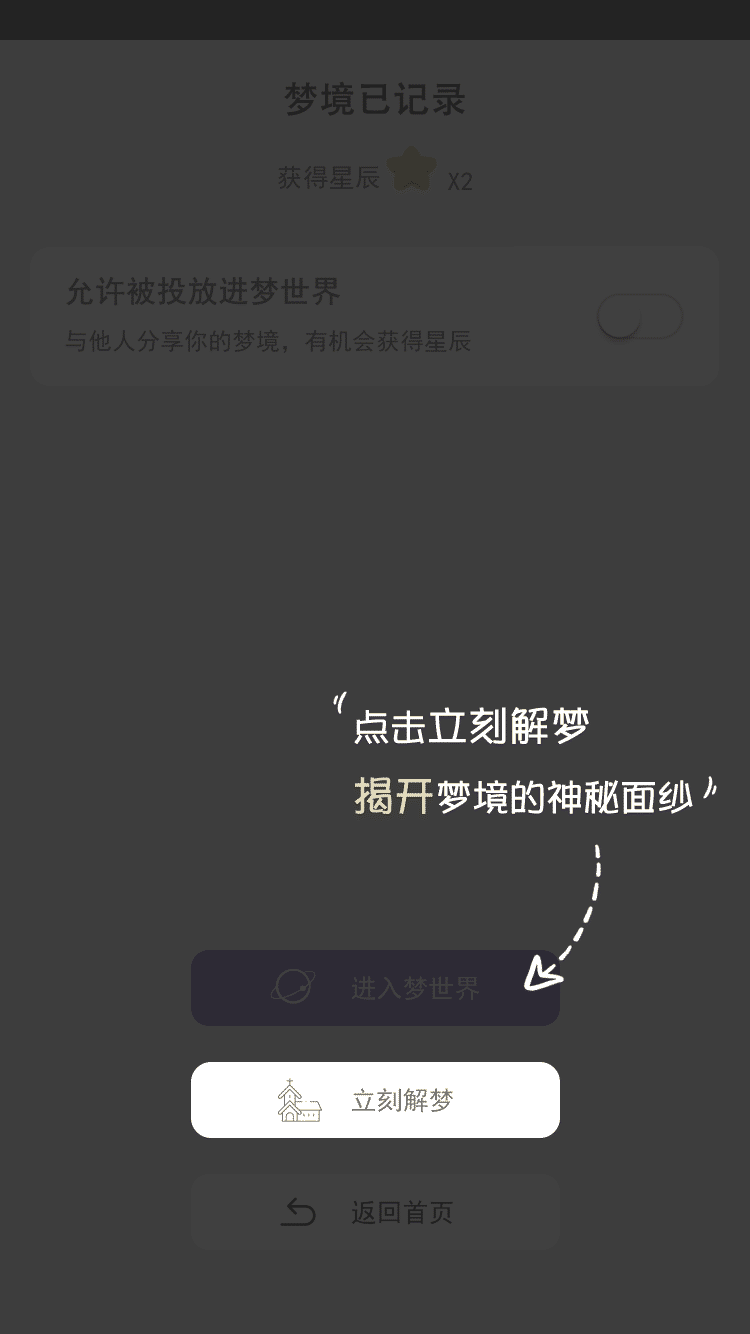 梦境已记录
获得星辰 X2
允许被投放进梦世界
与他人分享你的梦境，有机会获得星辰
点击立刻解梦
揭开梦境的神秘面纱
进入梦世界
立刻解梦
返回首页